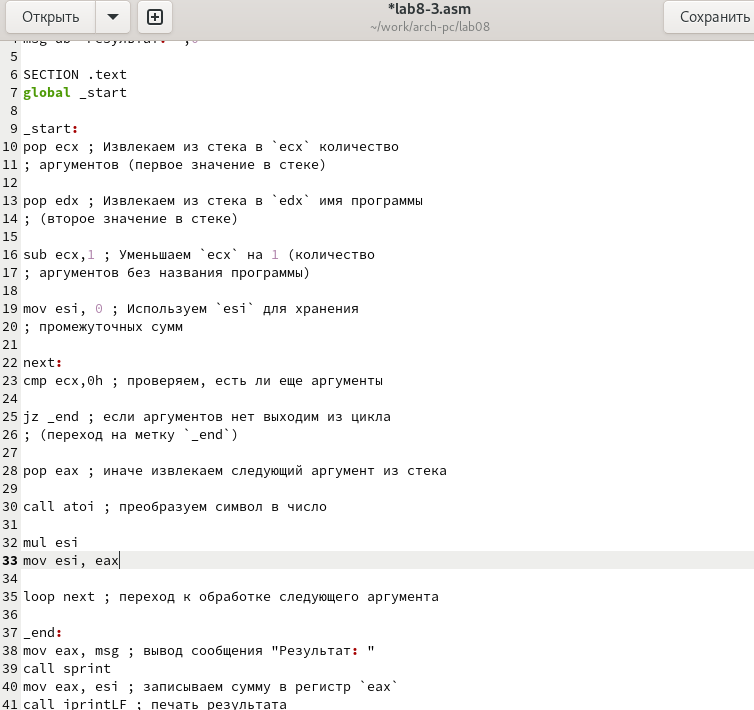 Открыть
*lab8-3.asm
~/work/arch-pc/lab08
Сохранить
5
6 SECTION .text
7 global _start
8
9 _start:
10 pop ecx ; Извлекаем из стека в `ecx` количество
11 ; аргументов (первое значение в стеке)
12
13 pop edx ; Извлекаем из стека в `edx` имя программы
14 ; (второе значение в стеке)
15
16 sub ecx,1 ; Уменьшаем `ecx` на 1 (количество
17 ; аргументов без названия программы)
18
19 mov esi, 0 ; Используем `esi` для хранения
20 ; промежуточных сумм
21
22 next:
23 cmp ecx,0h ; проверяем, есть ли еще аргументы
24
25 jz _end ; если аргументов нет выходим из цикла
26 ; (переход на метку `_end`)
27
28 pop eax ; иначе извлекаем следующий аргумент из стека
29
30 call atoi ; преобразуем символ в число
31
32 mul esi
33 mov esi, eax
34
35 loop next ; переход к обработке следующего аргумента
36
37 _end:
38 mov eax, msg ; вывод сообщения "Результат: "
39 call sprint
40 mov eax, esi ; записываем сумму в регистр `eax`
41 call iprintLF ; печать результата